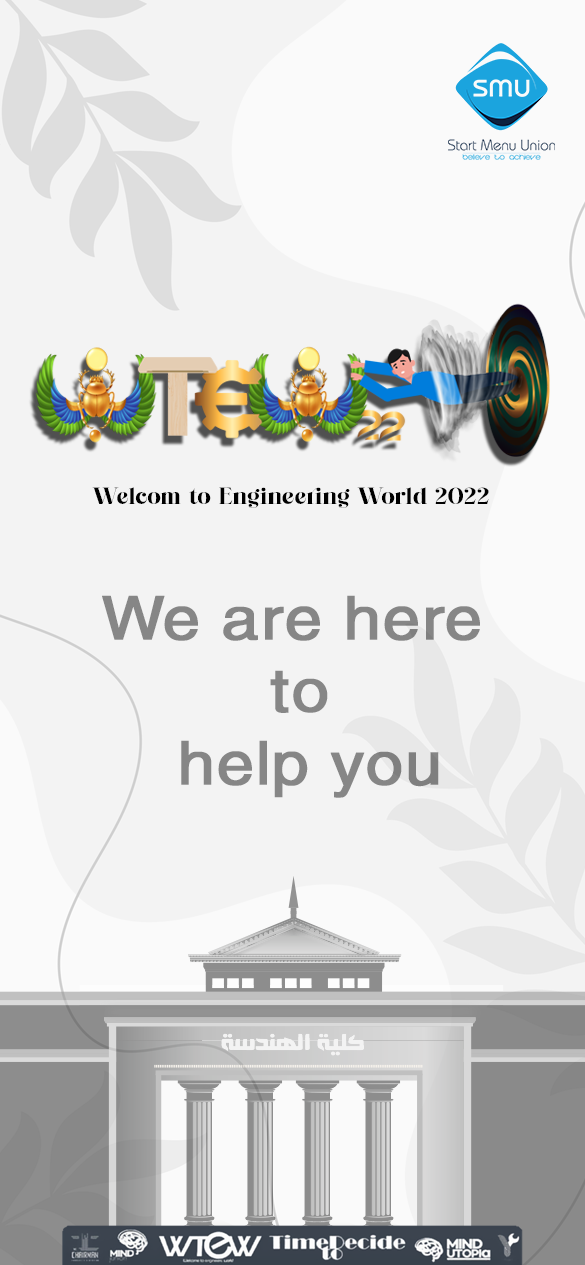 SMU
Start Menu Union
believe to achieve
WTEW
22
Welcom to Engineering World 2022
We are here
to
help you
كلية الهندسة
CHAIRMAN
MIND
WTEW
Welcome to engineering world
Time to Decide
MIND
UTOPIA